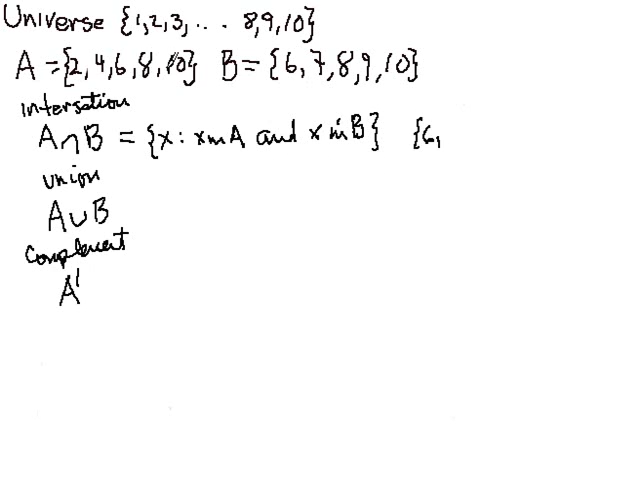 Universe {1,2,3,... 8,9,10}
A = {2,4,6,8,10} B = {6,7,8,9,10}
intersation
A∩B = {x: x in A and x in B} {6,
union
A∪B
Complement
A'